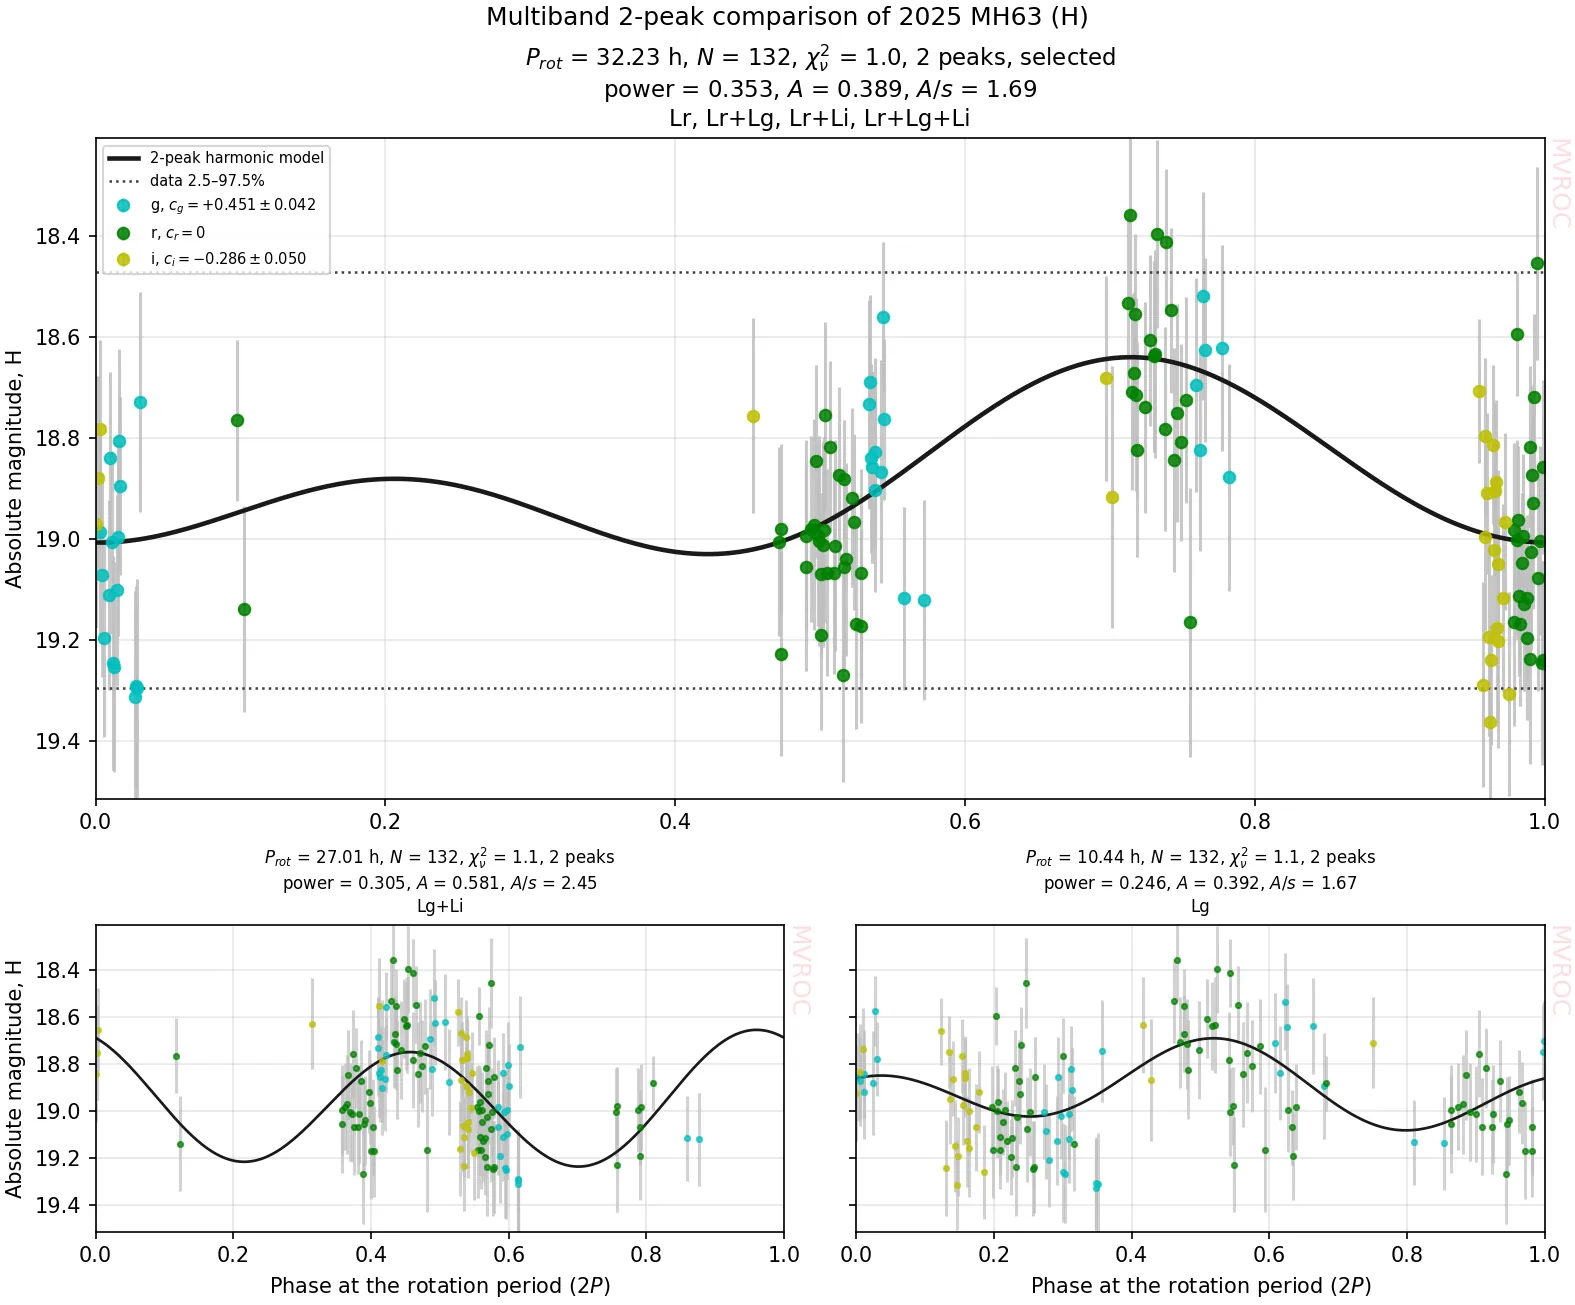 Multiband 2-peak comparison of 2025 MH63 (H)
P_rot = 32.23 h, N = 132, χ²_ν = 1.0, 2 peaks, selected
power = 0.353, A = 0.389, A/s = 1.69
Lr, Lr+Lg, Lr+Li, Lr+Lg+Li
2-peak harmonic model
data 2.5–97.5%
g, c_g = +0.451 ± 0.042
r, c_r = 0
i, c_i = −0.286 ± 0.050
MVROC
Absolute magnitude, H
18.4
18.6
18.8
19.0
19.2
19.4
0.0 0.2 0.4 0.6 0.8 1.0
P_rot = 27.01 h, N = 132, χ²_ν = 1.1, 2 peaks
power = 0.305, A = 0.581, A/s = 2.45
Lg+Li
MVROC
Absolute magnitude, H
18.4
18.6
18.8
19.0
19.2
19.4
0.0 0.2 0.4 0.6 0.8 1.0
Phase at the rotation period (2P)
P_rot = 10.44 h, N = 132, χ²_ν = 1.1, 2 peaks
power = 0.246, A = 0.392, A/s = 1.67
Lg
MVROC
0.0 0.2 0.4 0.6 0.8 1.0
Phase at the rotation period (2P)